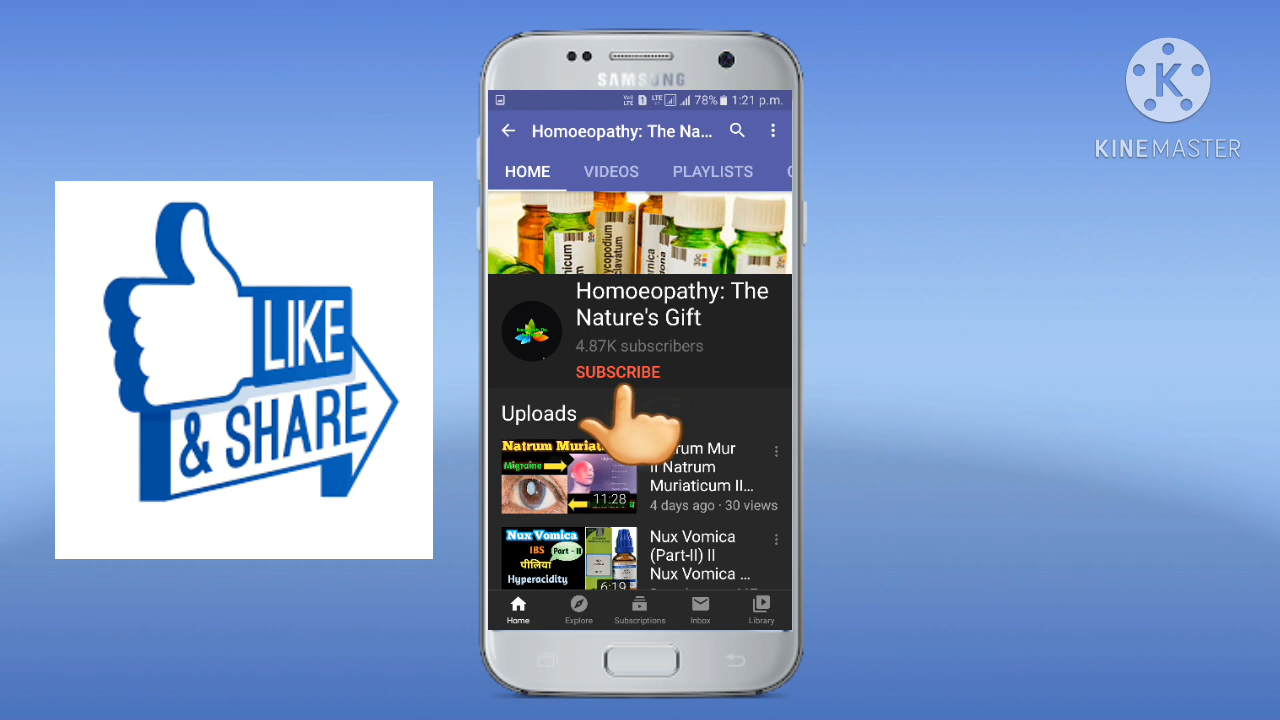 SAMSUNG
78% 1:21 p.m.
Homoeopathy: The Na...
HOME VIDEOS PLAYLISTS
Homoeopathy: The
Nature's Gift
4.87K subscribers
SUBSCRIBE
Uploads
Natrum
Migraine
11:28
Mur
II Natrum
Muriaticum II...
4 days ago · 30 views
Nux Vomica
IBS
Part - II
पीलिया
Hyperacidity
6:19
Nux Vomica
(Part-II) II
Nux Vomica ...
Home Explore Subscriptions Inbox Library
LIKE
& SHARE
K
KINEMASTER